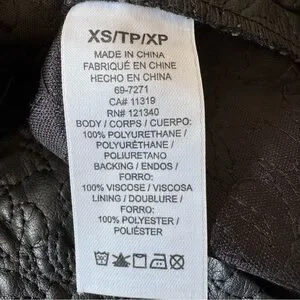 XS/TP/XP
MADE IN CHINA
FABRIQUÉ EN CHINE
HECHO EN CHINA
69-7271
CA# 11319
RN# 121340
BODY / CORPS / CUERPO:
100% POLYURETHANE /
POLYURÉTHANE /
POLIURETANO
BACKING / ENDOS /
FORRO:
100% VISCOSE / VISCOSA
LINING / DOUBLURE /
FORRO:
100% POLYESTER /
POLIÉSTER